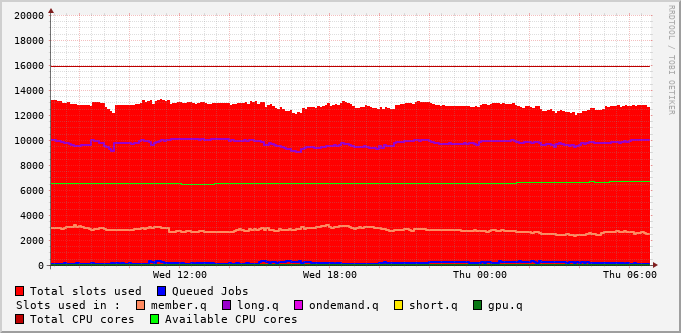 RRDTOOL / TOBI OETIKER
20000
18000
16000
14000
12000
10000
8000
6000
4000
2000
0
Wed 12:00 Wed 18:00 Thu 00:00 Thu 06:00
Total slots used Queued Jobs
Slots used in : member.q long.q ondemand.q short.q gpu.q
Total CPU cores Available CPU cores